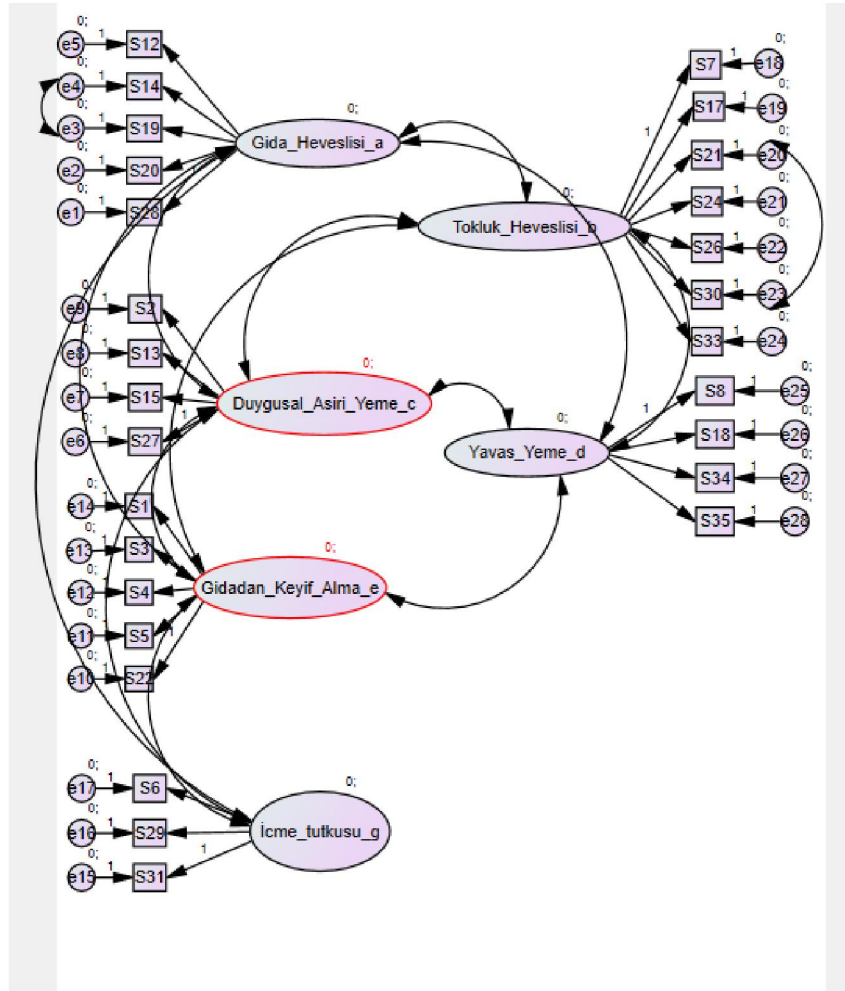 0;
e5 1 S12
0;
e4 1 S14
0;
e3 1 S19
0;
e2 1 S20
0;
e1 1 S28
0;
Gida_Heveslisi_a
0;
Tokluk_Heveslisi_b
0;
1 S7 1 e18
0;
S17 1 e19
0;
S21 1 e20
0;
S24 1 e21
0;
S26 1 e22
0;
S30 1 e23
0;
S33 1 e24
0;
e9 1 S2
0;
e8 1 S13
0;
e7 1 S15
0;
e6 1 S27
1
0;
Duygusal_Asiri_Yeme_c
0;
Yavas_Yeme_d
0;
1 S8 1 e25
0;
S18 1 e26
0;
S34 1 e27
0;
S35 1 e28
0;
e14 1 S1
0;
e13 1 S3
0;
e12 1 S4
0;
e11 1 S5
0;
e10 1 S22
1
0;
Gidadan_Keyif_Alma_e
0;
e17 1 S6
0;
e16 1 S29
0;
e15 1 S31
1
0;
İcme_tutkusu_g